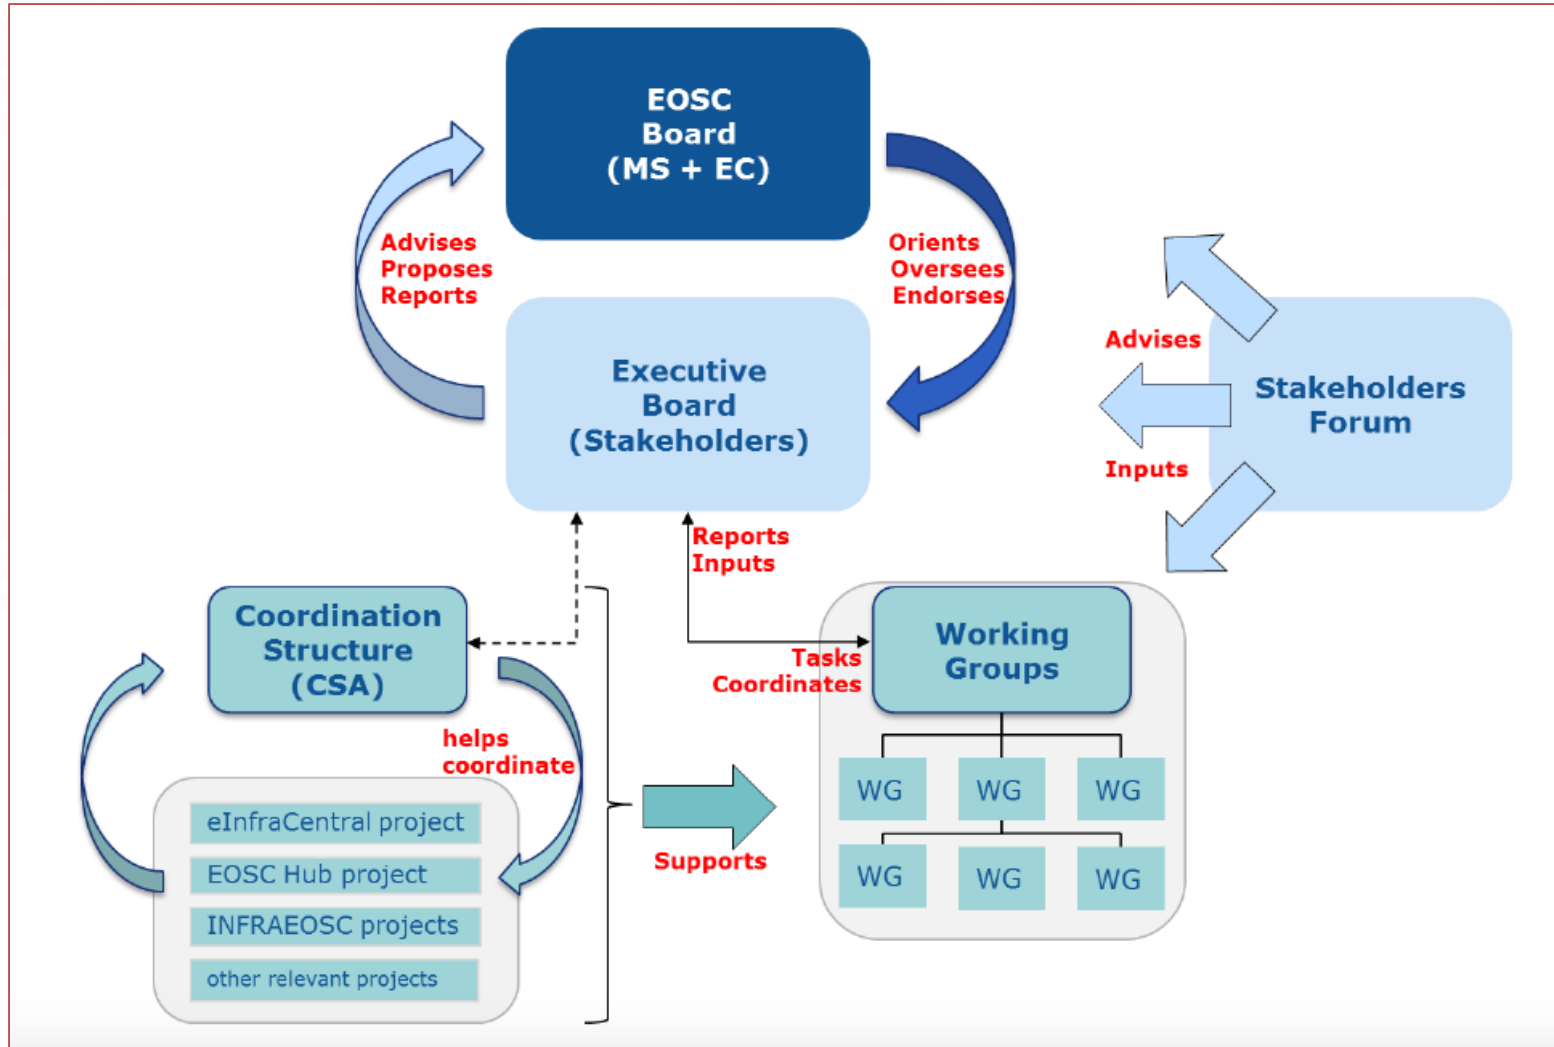 EOSC
Board
(MS + EC)
Advises
Proposes
Reports
Orients
Oversees
Endorses
Executive
Board
(Stakeholders)
Advises
Inputs
Stakeholders
Forum
Reports
Inputs
Coordination
Structure
(CSA)
helps
coordinate
eInfraCentral project
EOSC Hub project
INFRAEOSC projects
other relevant projects
Supports
Tasks
Coordinates
Working
Groups
WG
WG
WG
WG
WG
WG